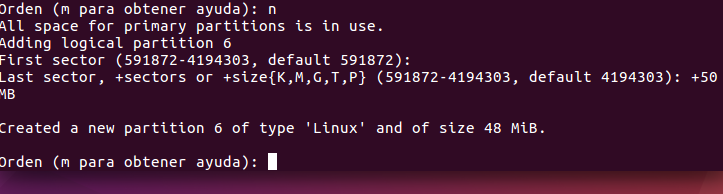 Orden (m para obtener ayuda): n
All space for primary partitions is in use.
Adding logical partition 6
First sector (591872-4194303, default 591872):
Last sector, +sectors or +size{K,M,G,T,P} (591872-4194303, default 4194303): +50
MB
Created a new partition 6 of type 'Linux' and of size 48 MiB.
Orden (m para obtener ayuda):